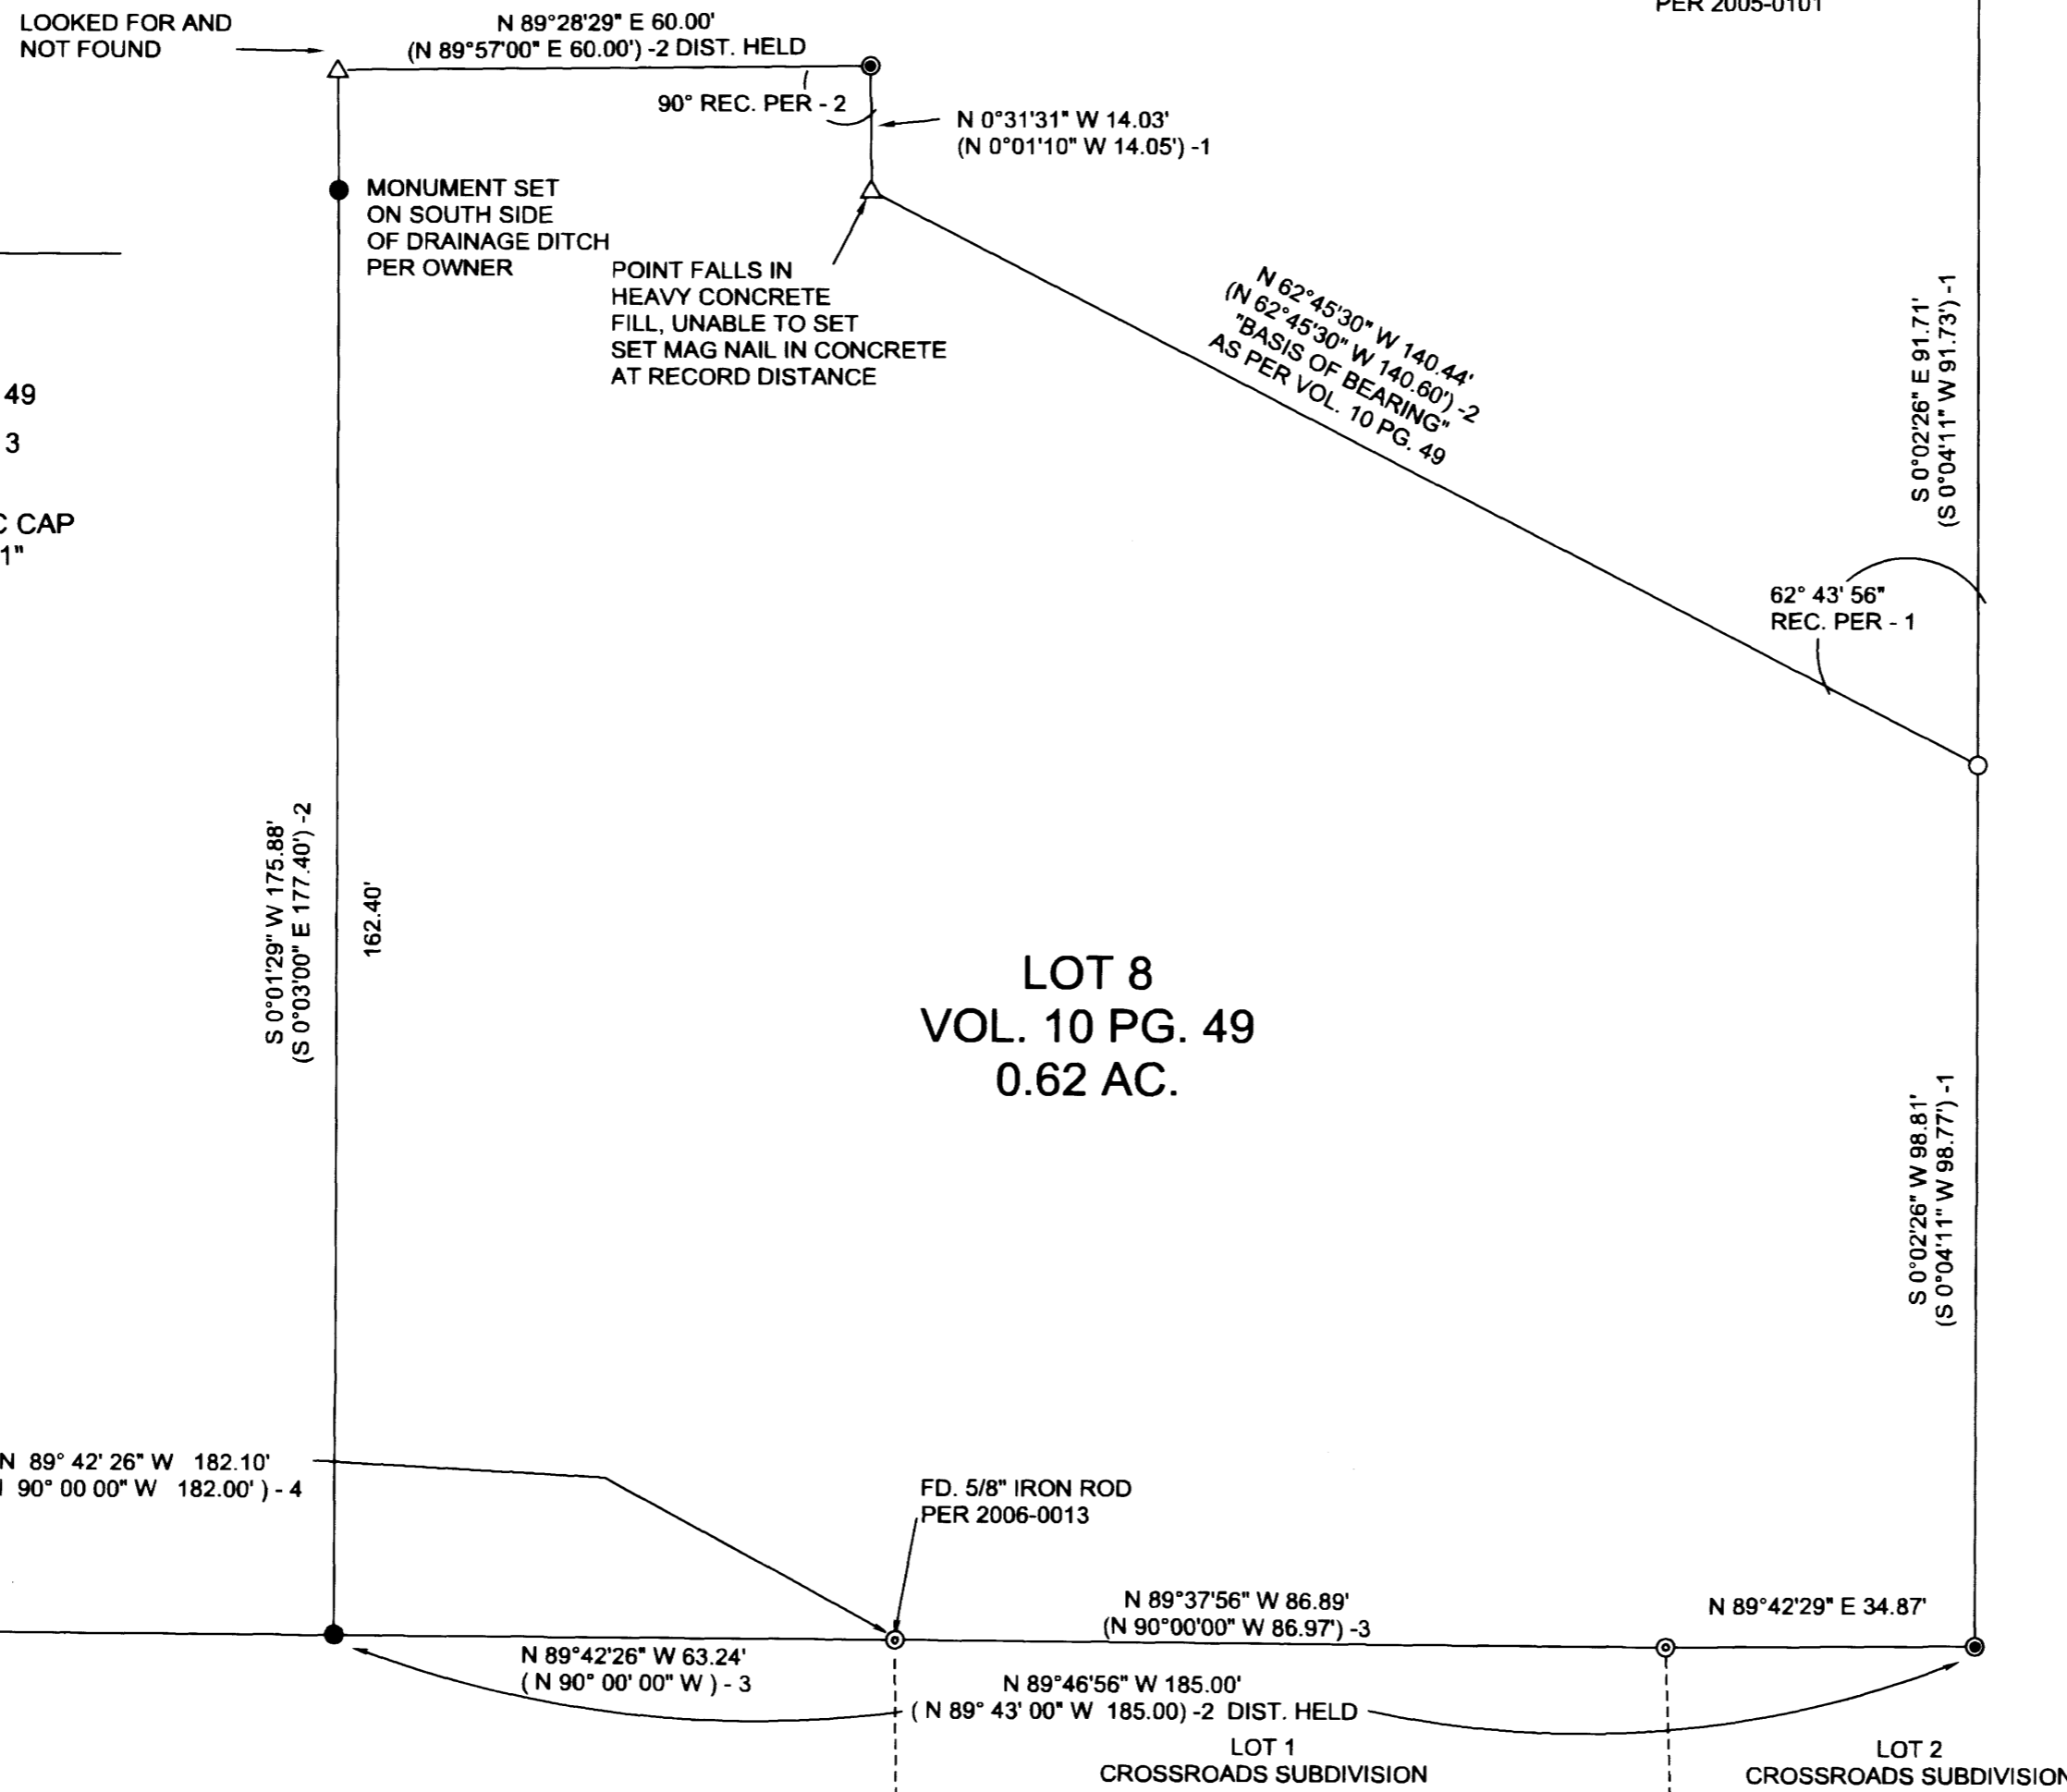 PER 2005-0101
LOOKED FOR AND
NOT FOUND
N 89°28'29" E 60.00'
(N 89°57'00" E 60.00') -2 DIST. HELD
90° REC. PER - 2
N 0°31'31" W 14.03'
(N 0°01'10" W 14.05') -1
MONUMENT SET
ON SOUTH SIDE
OF DRAINAGE DITCH
PER OWNER
POINT FALLS IN
HEAVY CONCRETE
FILL, UNABLE TO SET
SET MAG NAIL IN CONCRETE
AT RECORD DISTANCE
N 62°45'30" W 140.44'
(N 62°45'30" W 140.60') -2
"BASIS OF BEARING"
AS PER VOL. 10 PG. 49
S 0°02'26" E 91.71'
(S 0°04'11" W 91.73') -1
49
3
C CAP
1"
62° 43' 56"
REC. PER - 1
S 0°01'29" W 175.88'
(S 0°03'00" E 177.40') -2
162.40'
LOT 8
VOL. 10 PG. 49
0.62 AC.
S 0°02'26" W 98.81'
(S 0°04'11" W 98.77') -1
N 89° 42' 26" W 182.10'
90° 00 00" W 182.00' ) - 4
FD. 5/8" IRON ROD
PER 2006-0013
N 89°37'56" W 86.89'
(N 90°00'00" W 86.97') -3
N 89°42'29" E 34.87'
N 89°42'26" W 63.24'
( N 90° 00' 00" W ) - 3
N 89°46'56" W 185.00'
( N 89° 43' 00" W 185.00) -2 DIST. HELD
LOT 1
CROSSROADS SUBDIVISION
LOT 2
CROSSROADS SUBDIVISION